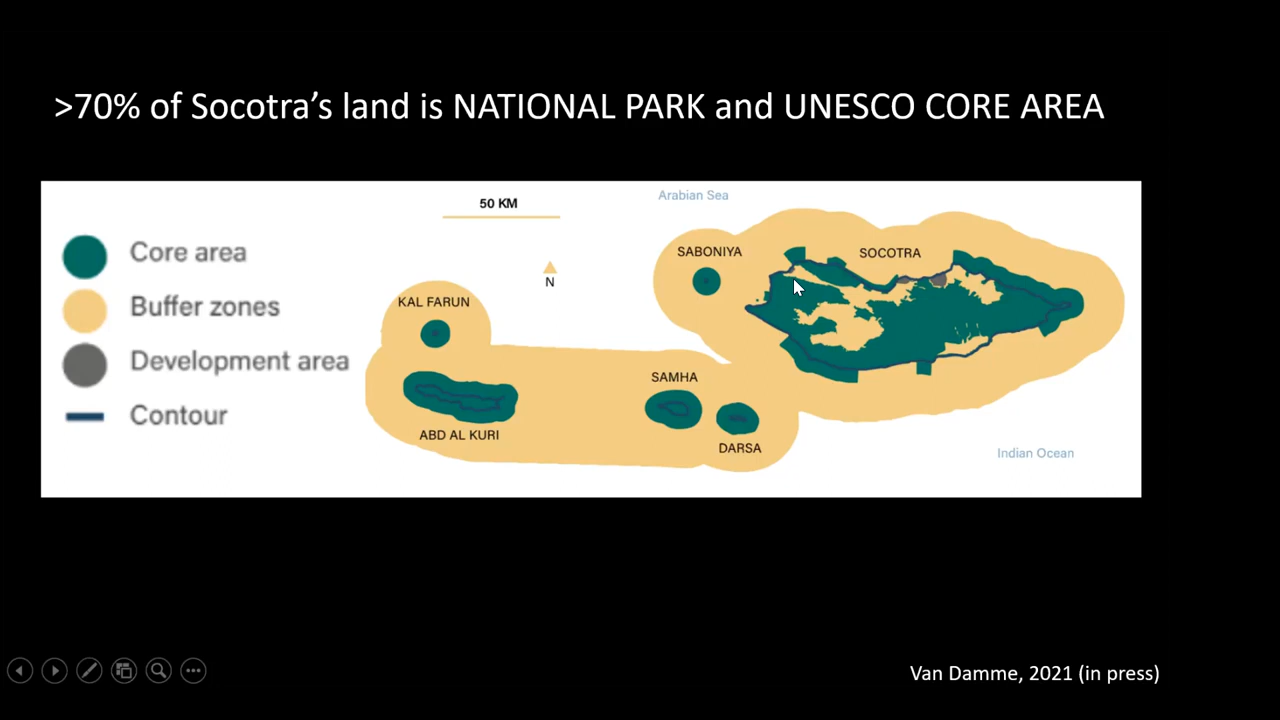 >70% of Socotra’s land is NATIONAL PARK and UNESCO CORE AREA
Core area
Buffer zones
Development area
Contour
50 KM
N
Arabian Sea
SABONIYA
SOCOTRA
KAL FARUN
SAMHA
ABD AL KURI
DARSA
Indian Ocean
Van Damme, 2021 (in press)